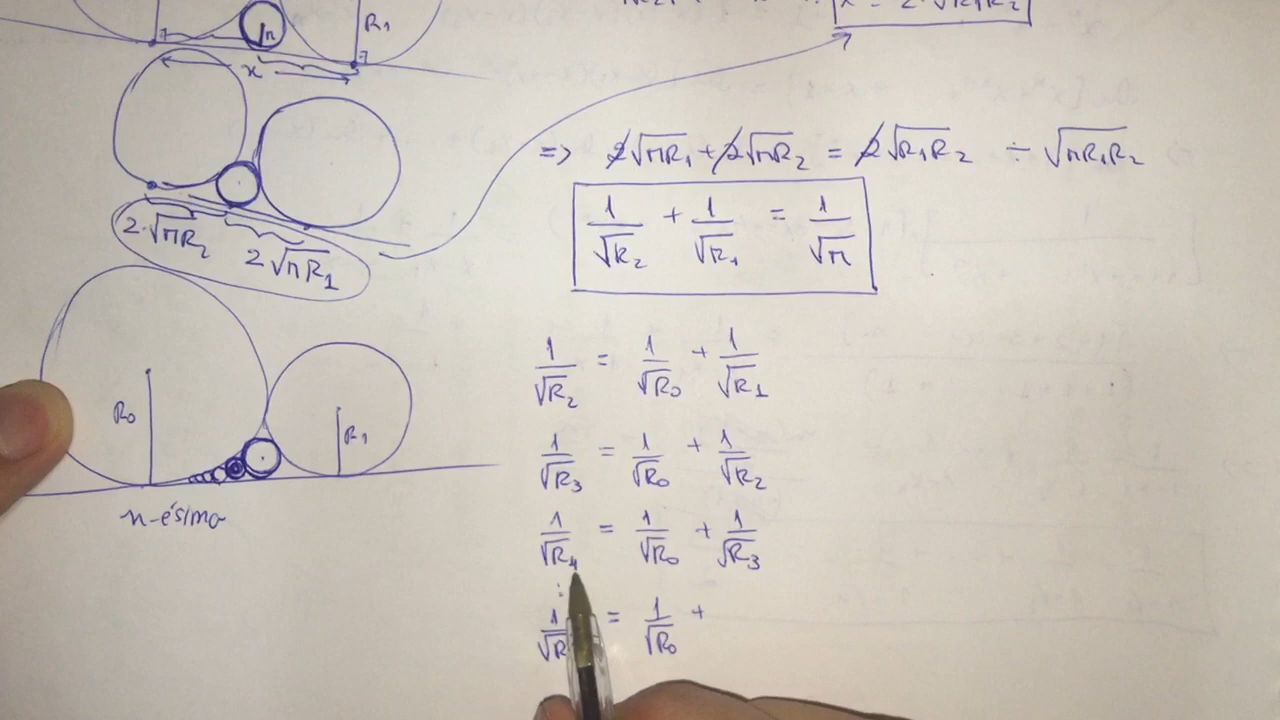 R₁
r
x
=> 2√rR₁ + 2√rR₂ = 2√R₁R₂ ÷ √rR₁R₂
2·√rR₂ 2√rR₁
1/√R₂ + 1/√R₁ = 1/√r
1/√R₂ = 1/√R₀ + 1/√R₁
R₀ R₁
1/√R₃ = 1/√R₀ + 1/√R₂
n-ésimo
1/√R₄ = 1/√R₀ + 1/√R₃
:
1/√R = 1/√R₀ +